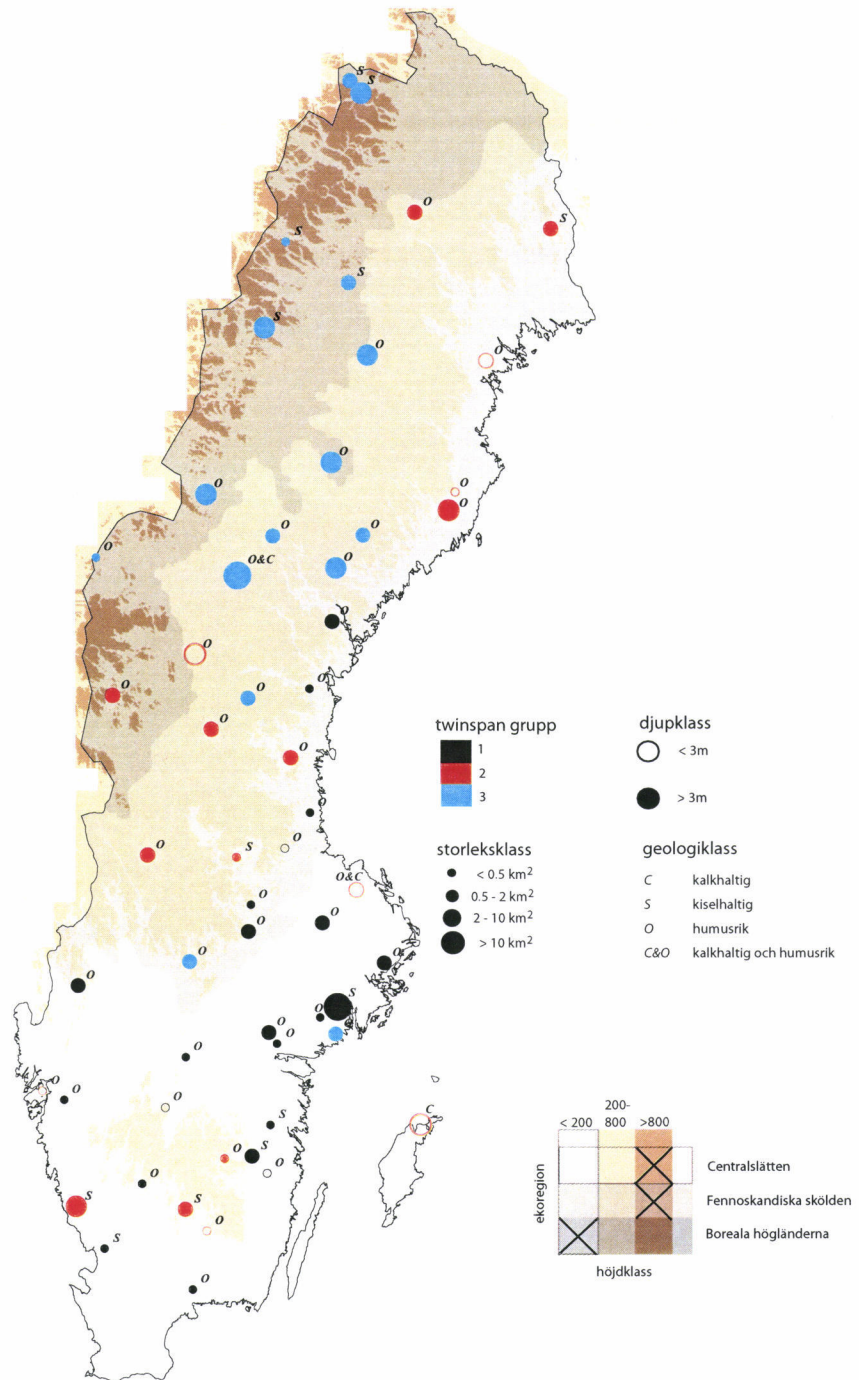 S
S
O
S
S
S
S
O
O
O
O
O
O
O
O
O
O&C
O
O
O
O
O
O
O
O
O
S
O
O&C
O
O
O
O
O
O
S
O
O
O
O
O
O
O
C
S
S
O
O
O
S
S
O
S
O
twinspan grupp
1
2
3
djupklass
< 3m
> 3m
storleksklass
< 0.5 km²
0.5 - 2 km²
2 - 10 km²
> 10 km²
geologiklass
C kalkhaltig
S kiselhaltig
O humusrik
C&O kalkhaltig och humusrik
< 200 200-800 >800
ekoregion
Centralslätten
Fennoskandiska skölden
Boreala högländerna
höjdklass